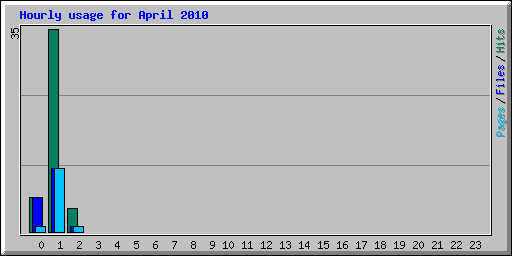 Hourly usage for April 2010
35
Pages/Files/Hits
0 1 2 3 4 5 6 7 8 9 10 11 12 13 14 15 16 17 18 19 20 21 22 23